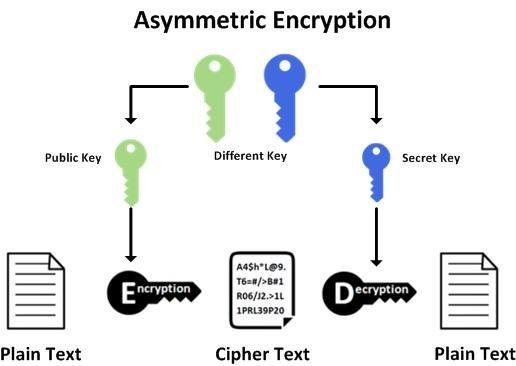 Asymmetric Encryption
Public Key
Different Key
Secret Key
Encryption
A4$h*L@9.
T6=#/>B#1
R06/J2.>1L
1PRL39P20
Decryption
Plain Text
Cipher Text
Plain Text